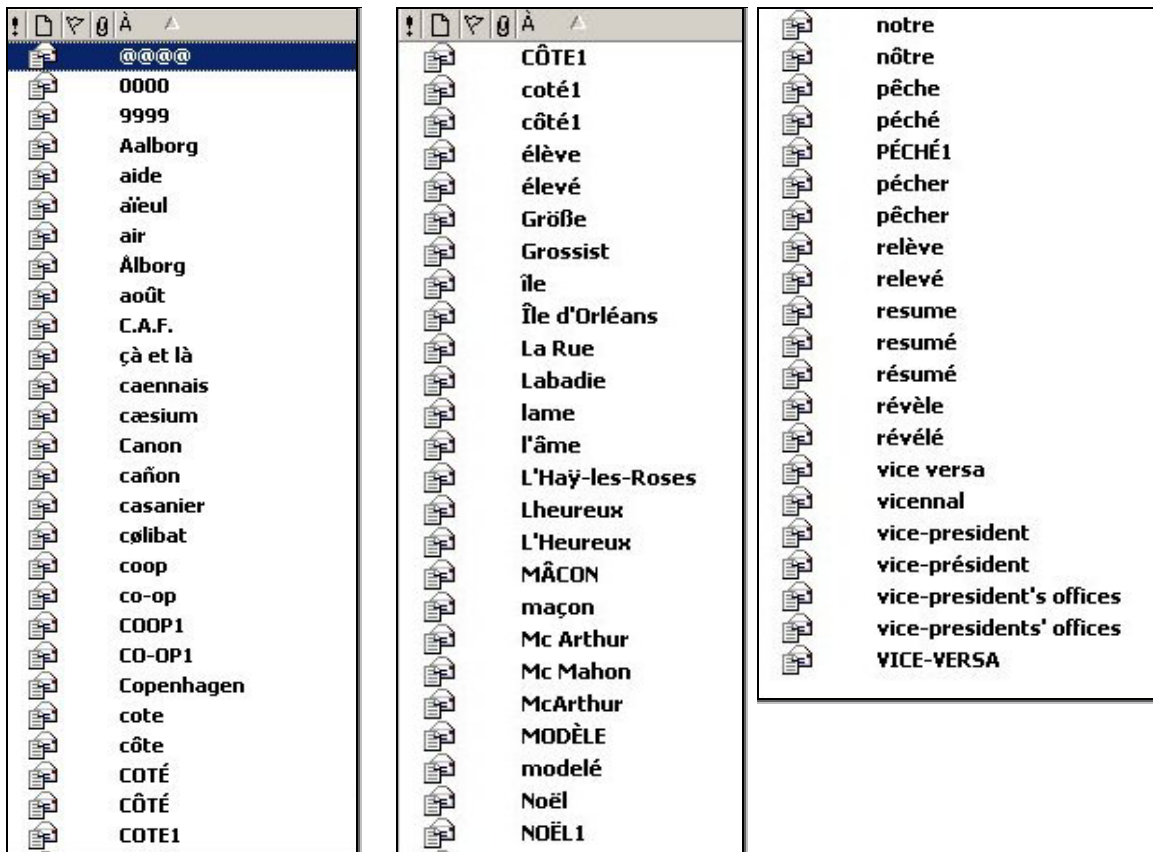 À
@@@@
0000
9999
Aalborg
aide
aïeul
air
Ålborg
août
C.A.F.
çà et là
caennais
cæsium
Canon
cañon
casanier
cølibat
coop
co-op
COOP1
CO-OP1
Copenhagen
cote
côte
COTÉ
CÔTÉ
COTE1
À
CÔTE1
coté1
côté1
élève
élevé
Größe
Grossist
île
Île d'Orléans
La Rue
Labadie
lame
l'âme
L'Haÿ-les-Roses
Lheureux
L'Heureux
MÂCON
maçon
Mc Arthur
Mc Mahon
McArthur
MODÈLE
modelé
Noël
NOËL1
notre
nôtre
pêche
péché
PÉCHÉ1
pécher
pêcher
relève
relevé
resume
resumé
résumé
révèle
révélé
vice versa
vicennal
vice-president
vice-président
vice-president's offices
vice-presidents' offices
VICE-VERSA